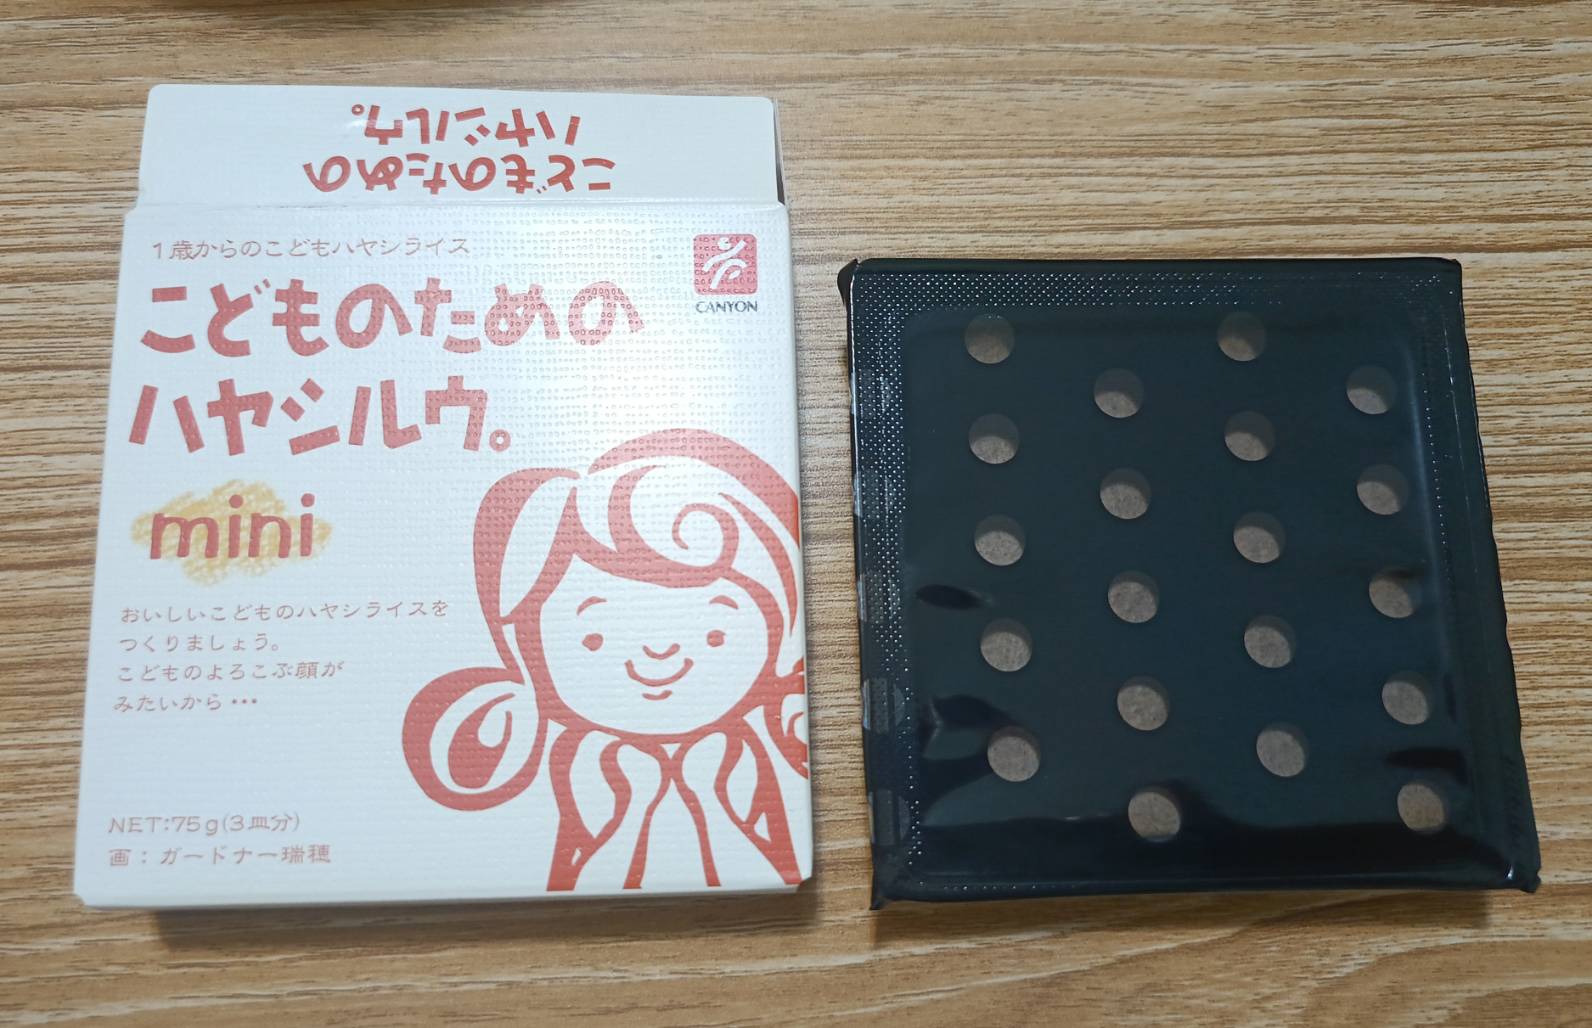 こどものための
ハヤシルウ。
1歳からのこどもハヤシライス
CANYON
こどものための
ハヤシルウ。
mini
おいしいこどものハヤシライスを
つくりましょう。
こどものよろこぶ顔が
みたいから…
NET:75g(3皿分)
画：ガードナー瑞穂